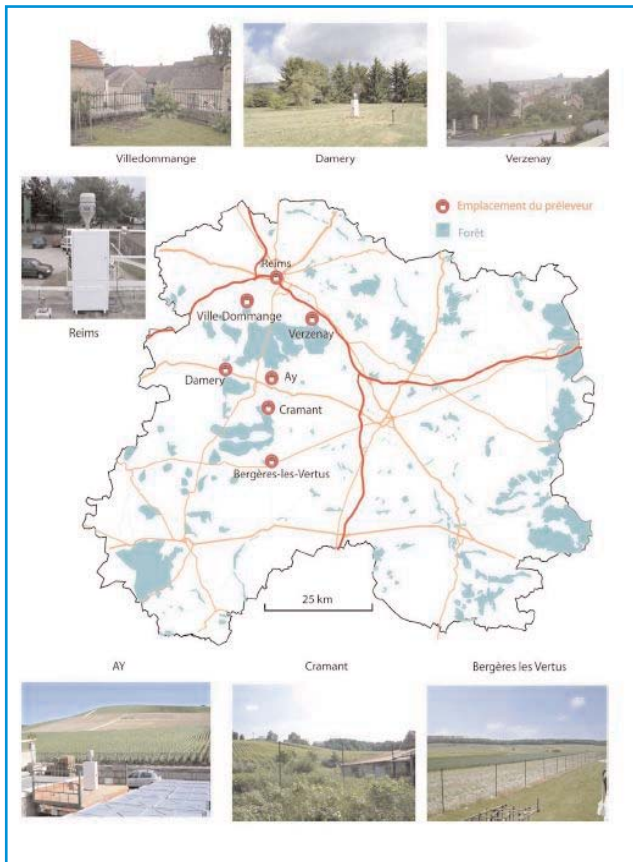 Villedommange
Damery
Verzenay
Emplacement du préleveur
Forêt
Reims
Reims
Ville-Dommange
Verzenay
Damery
Ay
Cramant
Bergères-les-Vertus
25 km
AY
Cramant
Bergères les Vertus